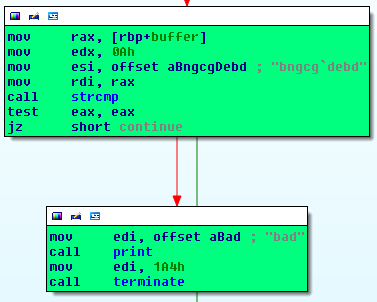 mov     rax, [rbp+buffer]
mov     edx, 0Ah
mov     esi, offset aBngcgDebd ; "bngcg`debd"
mov     rdi, rax
call    strcmp
test    eax, eax
jz      short continue
mov     edi, offset aBad ; "bad"
call    print
mov     edi, 1A4h
call    terminate